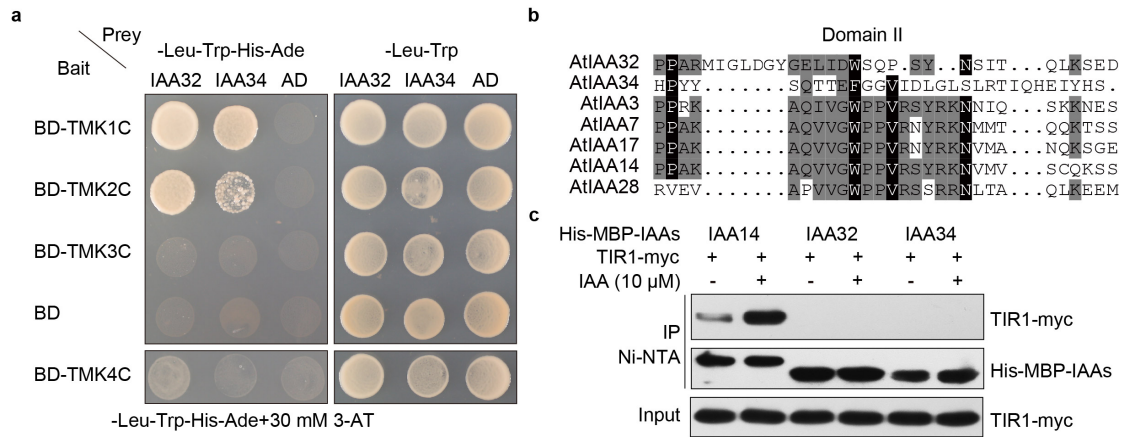 a
Prey
Bait
-Leu-Trp-His-Ade
-Leu-Trp
IAA32 IAA34 AD IAA32 IAA34 AD
BD-TMK1C
BD-TMK2C
BD-TMK3C
BD
BD-TMK4C
-Leu-Trp-His-Ade+30 mM 3-AT
b
Domain II
AtIAA32 PPARMIGLDGYGELIDWSQP.SY..NSIT...QLKSED
AtIAA34 HPYY.......SQTTEFGGVIDLGLSLRTIQHEIYHS.
AtIAA3 PPRK.......AQIVGWPPVRSYRKNNIQ...SKKNES
AtIAA7 PPAK.......AQVVGWPPVRNYRKNMMT...QQKTSS
AtIAA17 PPAK.......AQVVGWPPVRNYRKNVMA...NQKSGE
AtIAA14 PPAK.......AQVVGWPPVRNYRKNVMV...SCQKSS
AtIAA28 RVEV.......APVVGWPPVRSSRRNLTA...QLKEEM
c
His-MBP-IAAs IAA14 IAA32 IAA34
TIR1-myc + + + + + +
IAA (10 µM) - + - + - +
IP
Ni-NTA
TIR1-myc
His-MBP-IAAs
Input
TIR1-myc